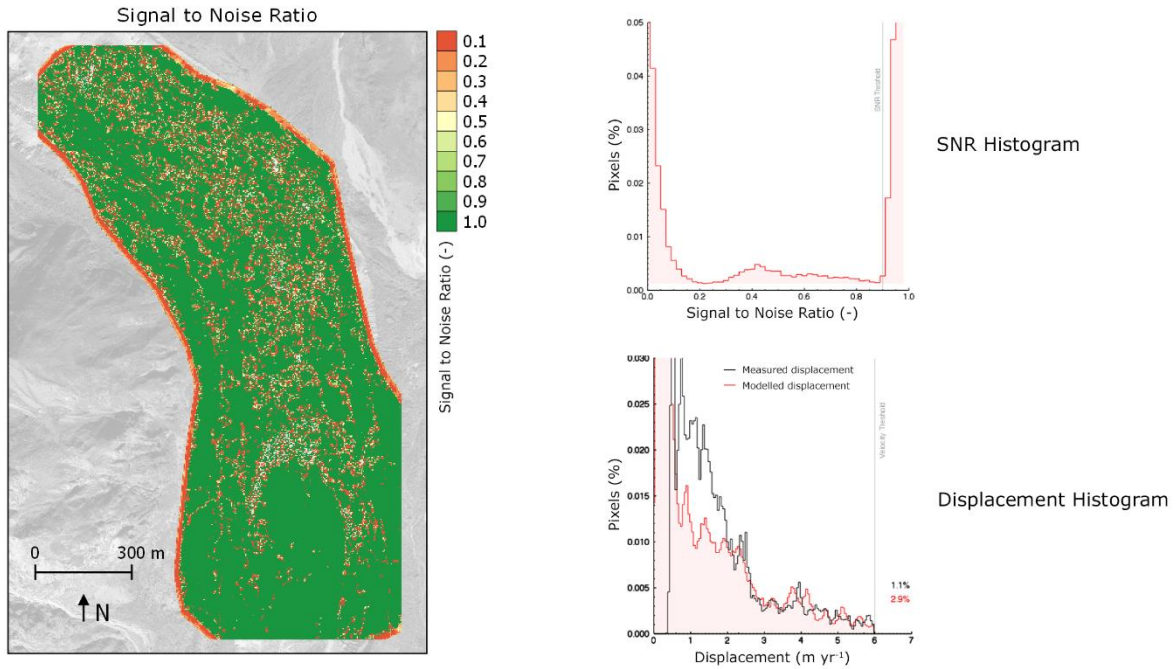 Signal to Noise Ratio
0.1
0.2
0.3
0.4
0.5
0.6
0.7
0.8
0.9
1.0
Signal to Noise Ratio (-)
0 300 m
N
0.05
0.04
0.03
0.02
0.01
0.00
Pixels (%)
SNR Treshold
0.0 0.2 0.4 0.6 0.8 1.0
Signal to Noise Ratio (-)
SNR Histogram
0.030
0.025
0.020
0.015
0.010
0.005
0.000
Pixels (%)
Measured displacement
Modelled displacement
Velocity Treshold
1.1%
2.9%
1 2 3 4 5 6 7
Displacement (m yr-1)
Displacement Histogram